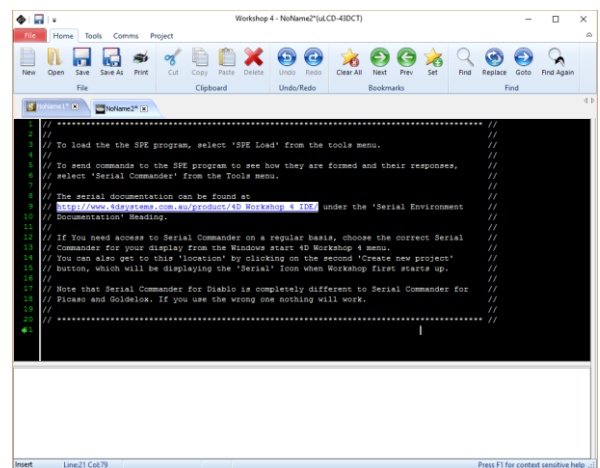 Workshop 4 - NoName2*(uLCD-43DCT)
File Home Tools Comms Project
New Open Save Save As Print Cut Copy Paste Delete Undo Redo Clear All Next Prev Set Find Replace Goto Find Again
File Clipboard Undo/Redo Bookmarks Find
NoName1* NoName2*
1 // ****************************************************************************************** //
2 // //
3 // To load the the SPE program, select 'SPE Load' from the tools menu. //
4 // //
5 // To send commands to the SPE program to see how they are formed and their responses, //
6 // select 'Serial Commander' from the Tools menu. //
7 // //
8 // The serial documentation can be found at //
9 // http://www.4dsystems.com.au/product/4D Workshop 4 IDE/ under the 'Serial Environment //
10 // Documentation' Heading. //
11 // //
12 // If You need access to Serial Commander on a regular basis, choose the correct Serial //
13 // Commander for your display from the Windows start 4D Workshop 4 menu. //
14 // You can also get to this 'location' by clicking on the second 'Create new project' //
15 // button, which will be displaying the 'Serial' Icon when Workshop first starts up. //
16 // //
17 // Note that Serial Commander for Diablo is completely different to Serial Commander for //
18 // Picaso and Goldelox. If you use the wrong one nothing will work. //
19 // //
20 // ****************************************************************************************** //
21
Insert Line:21 Col:79 Press F1 for context sensitive help